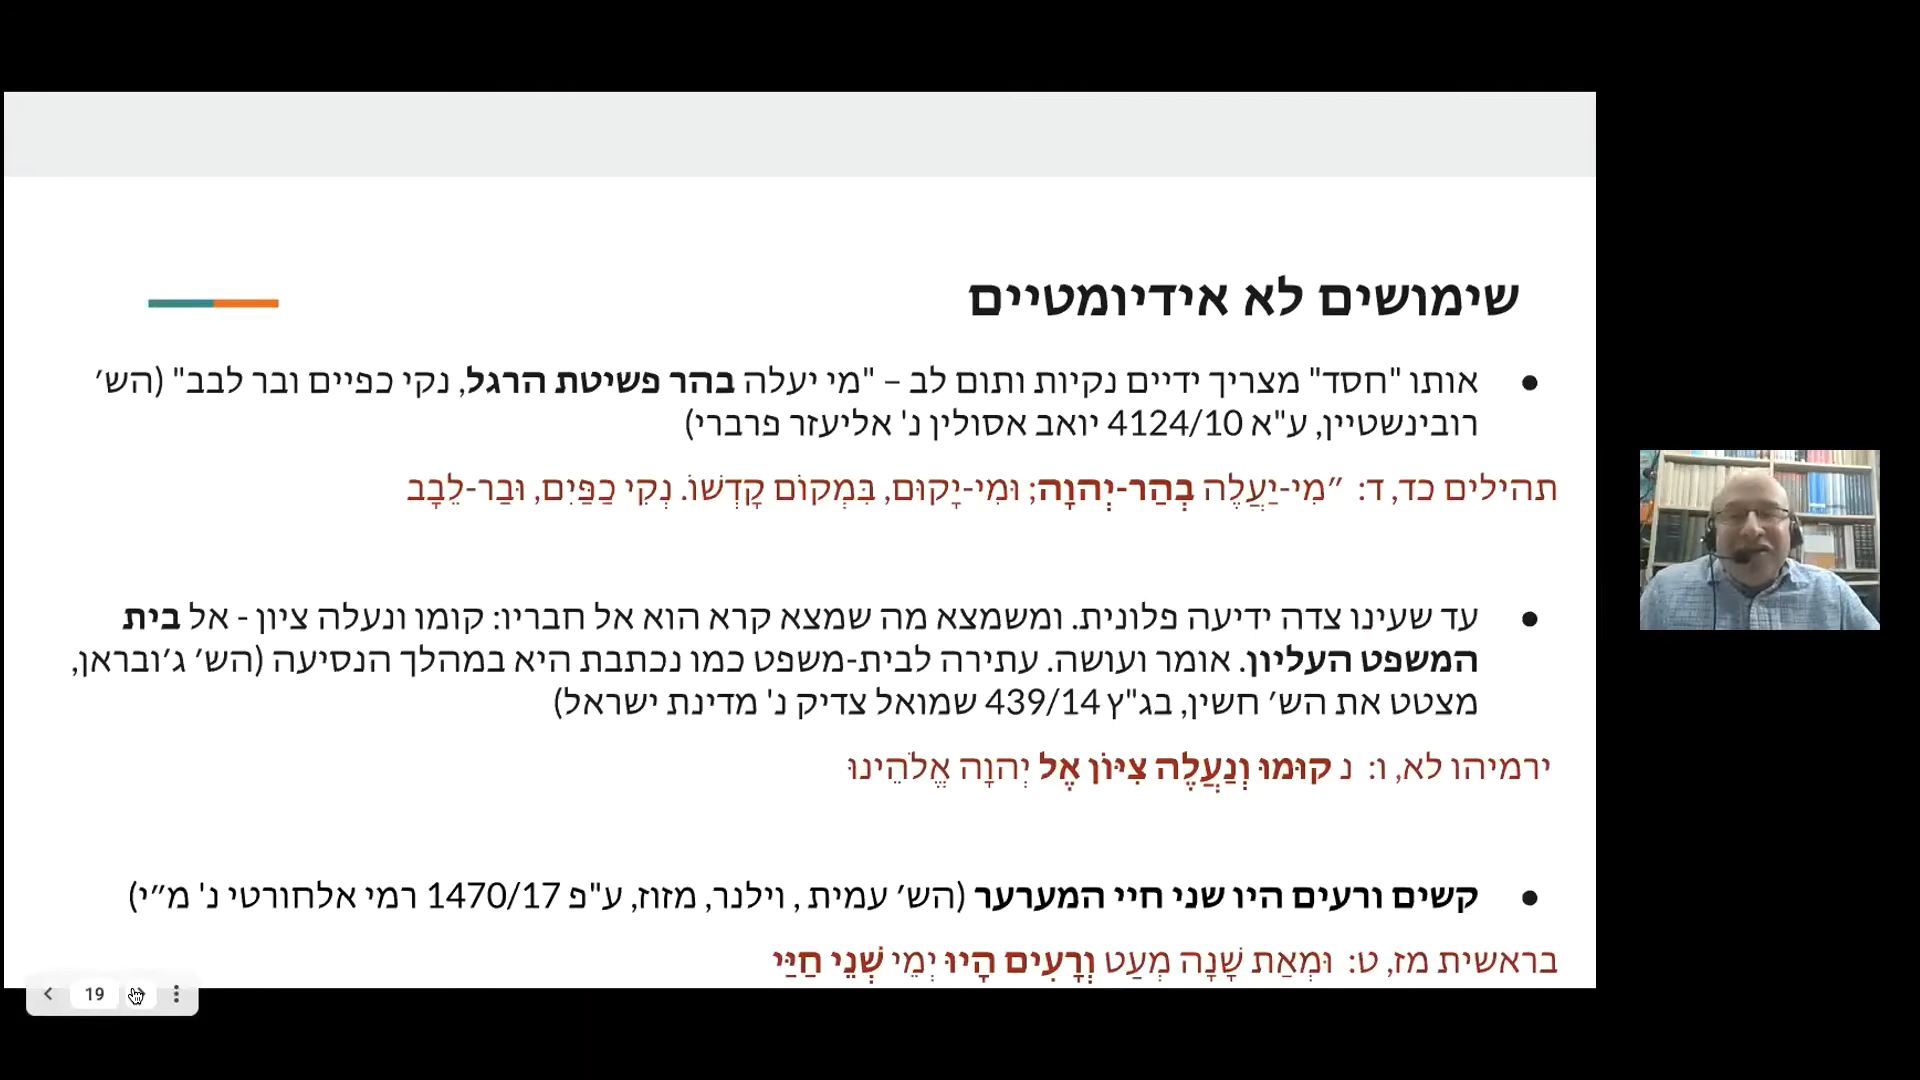 שימושים לא אידיומטיים
● אותו "חסד" מצריך ידיים נקיות ותום לב – "מי יעלה בהר פשיטת הרגל, נקי כפיים ובר לבב" (הש׳
רובינשטיין, ע"א 4124/10 יואב אסולין נ' אליעזר פרברי)
תהילים כד, ד: ״מִי-יַעֲלֶה בְהַר-יְהוָה; וּמִי-יָקוּם, בִּמְקוֹם קָדְשׁוֹ. נְקִי כַפַּיִם, וּבַר-לֵבָב
● עד שעינו צדה ידיעה פלונית. ומשמצא מה שמצא קרא הוא אל חבריו: קומו ונעלה ציון - אל בית
המשפט העליון. אומר ועושה. עתירה לבית-משפט כמו נכתבת היא במהלך הנסיעה (הש׳ ג׳ובראן,
מצטט את הש׳ חשין, בג"ץ 439/14 שמואל צדיק נ' מדינת ישראל)
ירמיהו לא, ו: נ קוּמוּ וְנַעֲלֶה צִיּוֹן אֶל יְהוָה אֱלֹהֵינוּ
● קשים ורעים היו שני חיי המערער (הש׳ עמית , וילנר, מזוז, ע"פ 1470/17 רמי אלחורטי נ' מ״י)
בראשית מז, ט: וּמְאַת שָׁנָה מְעַט וְרָעִים הָיוּ יְמֵי שְׁנֵי חַיַּי
19